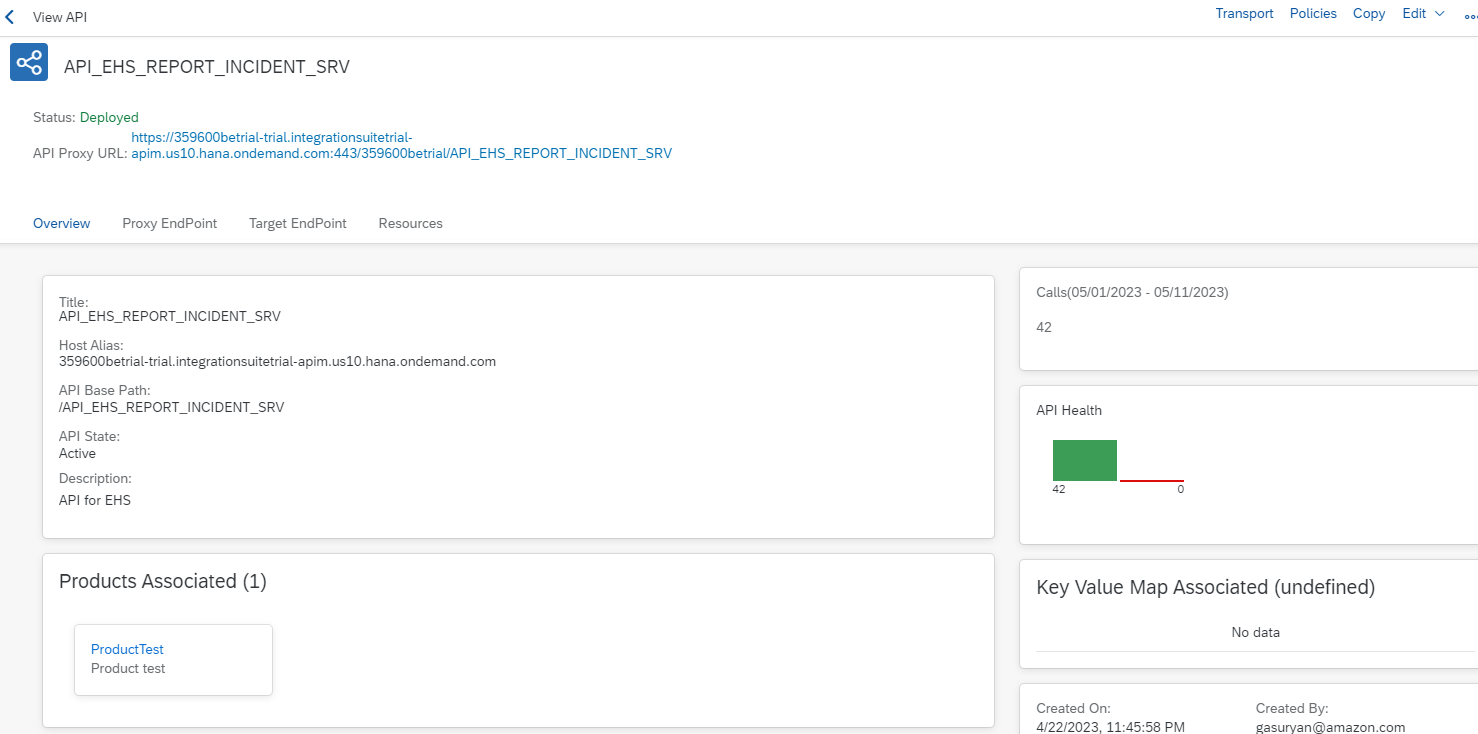 View API
Transport Policies Copy Edit
API_EHS_REPORT_INCIDENT_SRV
Status: Deployed
https://359600betrial-trial.integrationsuitetrial-
API Proxy URL: apim.us10.hana.ondemand.com:443/359600betrial/API_EHS_REPORT_INCIDENT_SRV
Overview Proxy EndPoint Target EndPoint Resources
Title:
API_EHS_REPORT_INCIDENT_SRV
Host Alias:
359600betrial-trial.integrationsuitetrial-apim.us10.hana.ondemand.com
API Base Path:
/API_EHS_REPORT_INCIDENT_SRV
API State:
Active
Description:
API for EHS
Products Associated (1)
ProductTest
Product test
Calls(05/01/2023 - 05/11/2023)
42
API Health
42 0
Key Value Map Associated (undefined)
No data
Created On: Created By:
4/22/2023, 11:45:58 PM gasuryan@amazon.com